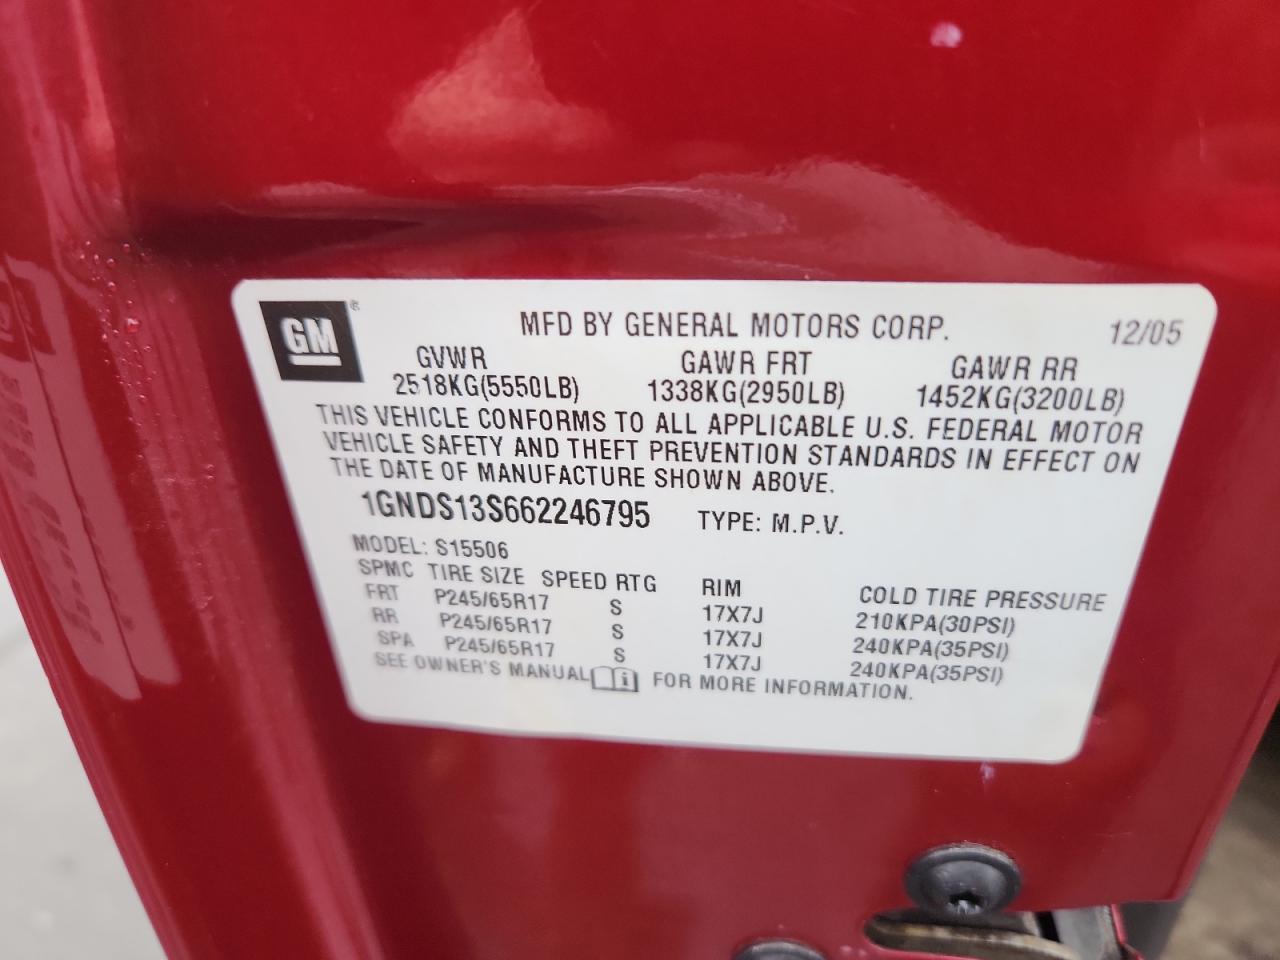 GM ®
MFD BY GENERAL MOTORS CORP. 12/05
GVWR GAWR FRT GAWR RR
2518KG(5550LB) 1338KG(2950LB) 1452KG(3200LB)
THIS VEHICLE CONFORMS TO ALL APPLICABLE U.S. FEDERAL MOTOR
VEHICLE SAFETY AND THEFT PREVENTION STANDARDS IN EFFECT ON
THE DATE OF MANUFACTURE SHOWN ABOVE.
1GNDS13S662246795 TYPE: M.P.V.
MODEL: S15506
SPMC TIRE SIZE SPEED RTG RIM COLD TIRE PRESSURE
FRT P245/65R17 S 17X7J 210KPA(30PSI)
RR P245/65R17 S 17X7J 240KPA(35PSI)
SPA P245/65R17 S 17X7J 240KPA(35PSI)
SEE OWNER'S MANUAL i FOR MORE INFORMATION.